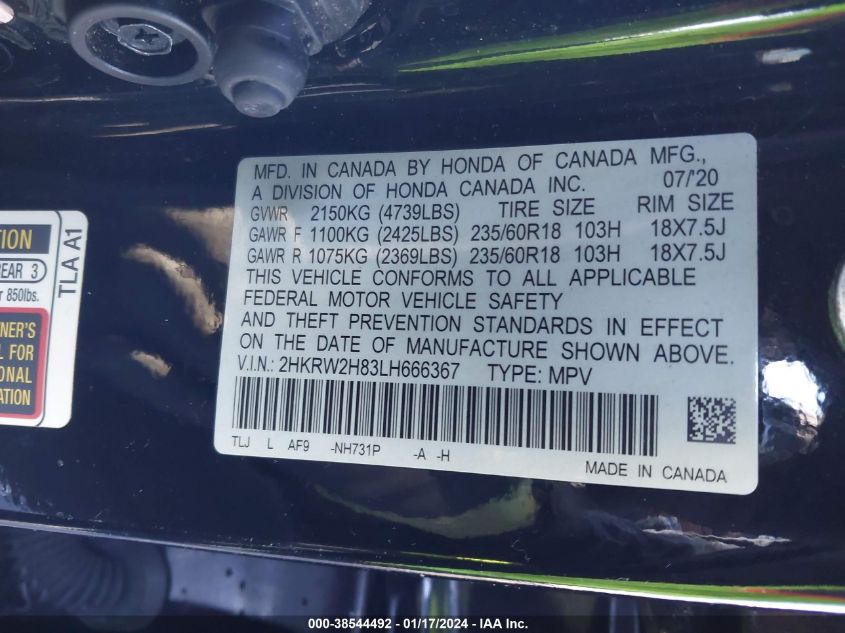 MFD. IN CANADA BY HONDA OF CANADA MFG.,
A DIVISION OF HONDA CANADA INC. 07/'20
GVWR 2150KG (4739LBS) TIRE SIZE RIM SIZE
GAWR F 1100KG (2425LBS) 235/60R18 103H 18X7.5J
GAWR R 1075KG (2369LBS) 235/60R18 103H 18X7.5J
THIS VEHICLE CONFORMS TO ALL APPLICABLE
FEDERAL MOTOR VEHICLE SAFETY
AND THEFT PREVENTION STANDARDS IN EFFECT
ON THE DATE OF MANUFACTURE SHOWN ABOVE.
V.I.N.: 2HKRW2H83LH666367 TYPE: MPV
TLJ L AF9 -NH731P -A -H
MADE IN CANADA
TION
REAR 3
r 850lbs.
NER'S
L FOR
ONAL
ATION
TLA A1
000-38544492 - 01/17/2024 - IAA Inc.